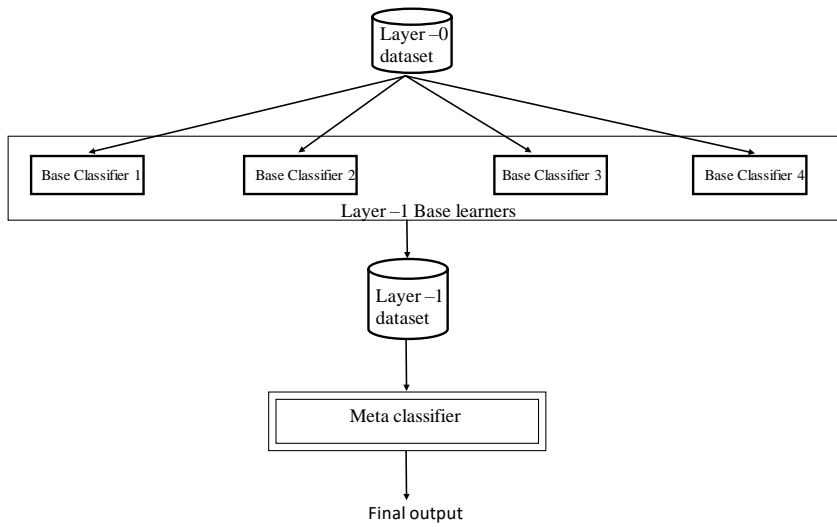 Layer –0
dataset
Base Classifier 1
Base Classifier 2
Base Classifier 3
Base Classifier 4
Layer –1 Base learners
Layer –1
dataset
Meta classifier
Final output